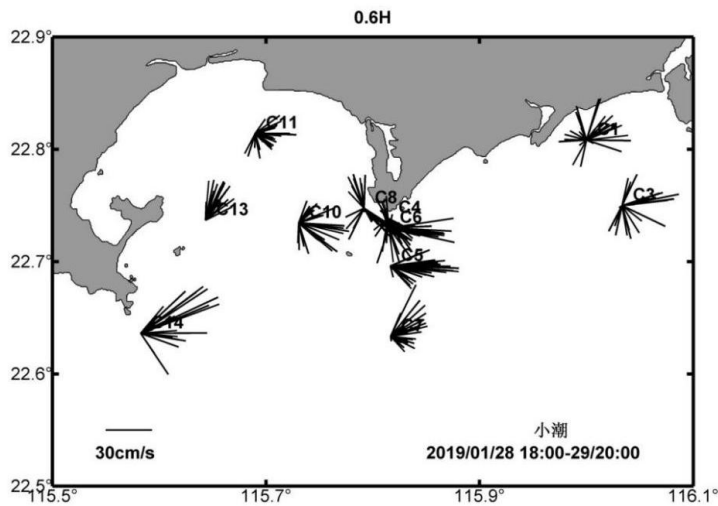 0.6H
22.9°
C11
C1
22.8°
C3
C8
C13
C10
C4
C6
22.7°
C5
C14
22.6°
小潮
30cm/s
2019/01/28 18:00-29/20:00
22.5°
115.5° 115.7° 115.9° 116.1°